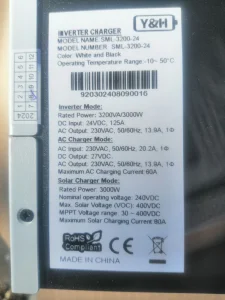 Y&H
INVERTER CHARGER
MODEL NAME: SML-3200-24
MODEL NUMBER: SML-3200-24
Color: White and Black
Operating Temperature Range: -10~ 50°C
920302408090016
Inverter Mode:
Rated Power: 3200VA/3000W
DC Input: 24VDC, 125A
AC Output: 230VAC, 50/60Hz, 13.9A, 1Φ
AC Charger Mode:
AC Input: 230VAC, 50/60Hz, 20.2A, 1Φ
DC Output: 27VDC,
AC Output: 230VAC, 50/60Hz, 13.9A, 1Φ
Maximum AC Charging Current: 60A
Solar Charger Mode:
Rated Power: 3000W
Nominal operating voltage: 240VDC
Max. Solar Voltage (VOC): 400VDC
MPPT Voltage range: 30 ~ 400VDC
Maximum Solar Charging Current: 80A
RoHS
Compliant
CE
MADE IN CHINA
2024